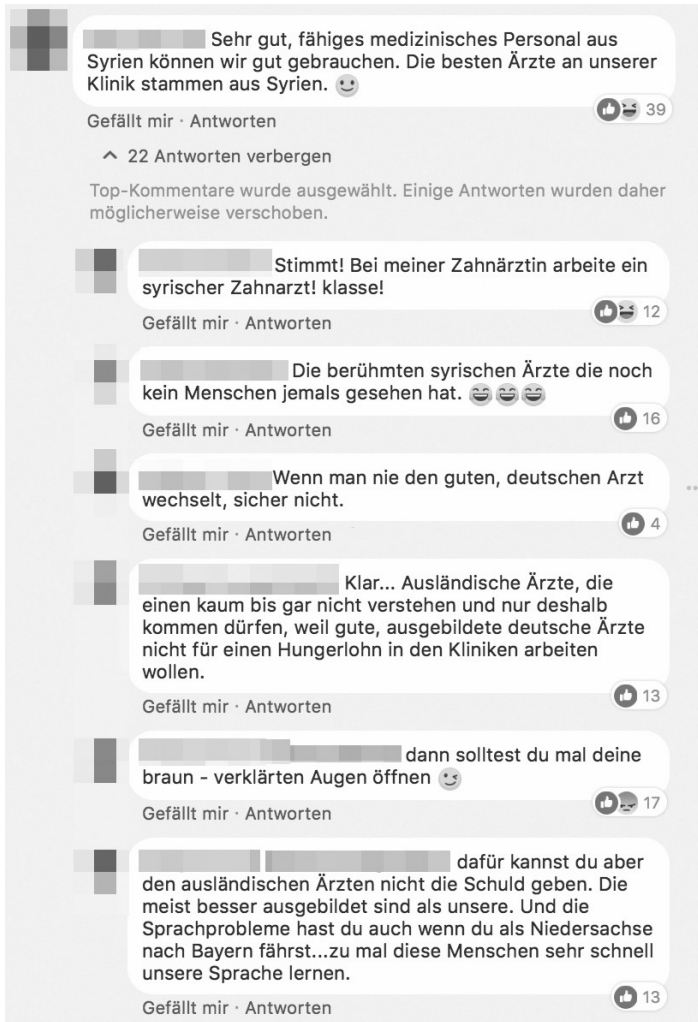 Sehr gut, fähiges medizinisches Personal aus
Syrien können wir gut gebrauchen. Die besten Ärzte an unserer
Klinik stammen aus Syrien.
39
Gefällt mir · Antworten
22 Antworten verbergen
Top-Kommentare wurde ausgewählt. Einige Antworten wurden daher
möglicherweise verschoben.
Stimmt! Bei meiner Zahnärztin arbeite ein
syrischer Zahnarzt! klasse!
12
Gefällt mir · Antworten
Die berühmten syrischen Ärzte die noch
kein Menschen jemals gesehen hat. 😄😄😄
16
Gefällt mir · Antworten
Wenn man nie den guten, deutschen Arzt
wechselt, sicher nicht.
4
Gefällt mir · Antworten
Klar... Ausländische Ärzte, die
einen kaum bis gar nicht verstehen und nur deshalb
kommen dürfen, weil gute, ausgebildete deutsche Ärzte
nicht für einen Hungerlohn in den Kliniken arbeiten
wollen.
13
Gefällt mir · Antworten
dann solltest du mal deine
braun - verklärten Augen öffnen 😉
17
Gefällt mir · Antworten
dafür kannst du aber
den ausländischen Ärzten nicht die Schuld geben. Die
meist besser ausgebildet sind als unsere. Und die
Sprachprobleme hast du auch wenn du als Niedersachse
nach Bayern fährst...zu mal diese Menschen sehr schnell
unsere Sprache lernen.
13
Gefällt mir · Antworten